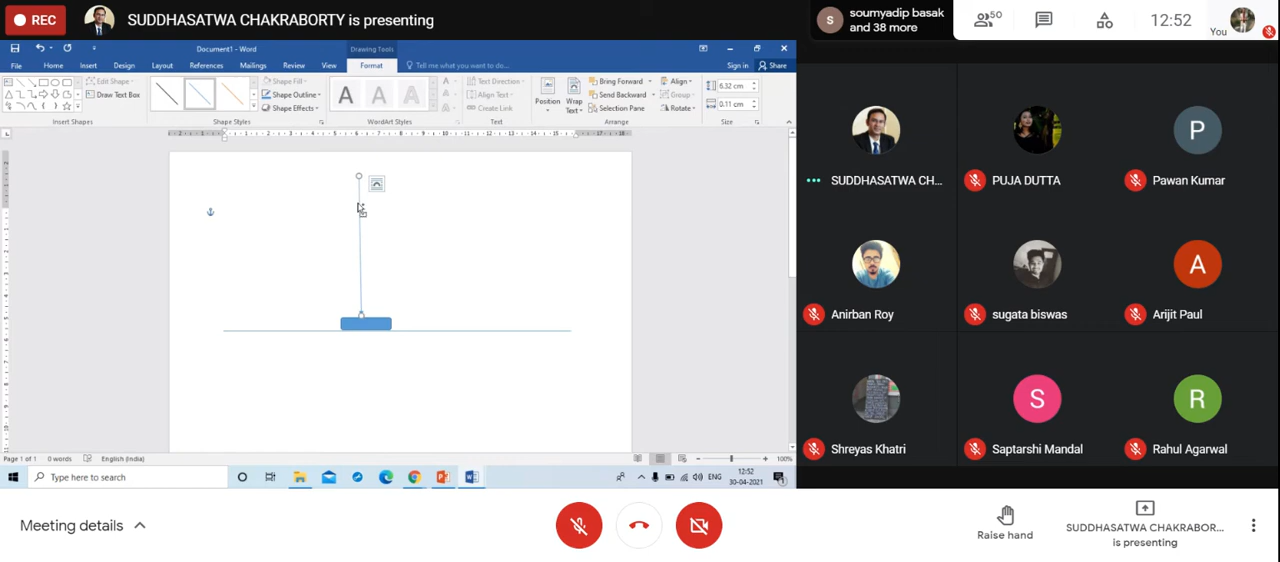 REC
SUDDHASATWA CHAKRABORTY is presenting
S
soumyadip basak
and 38 more
50
12:52
You
Document1 - Word
Drawing Tools
File Home Insert Design Layout References Mailings Review View Format Tell me what you want to do...
Sign in Share
Edit Shape
Draw Text Box
Insert Shapes
Shape Fill
Shape Outline
Shape Effects
Shape Styles
A A A
WordArt Styles
Text Direction
Align Text
Create Link
Text
Position
Wrap
Text
Bring Forward
Send Backward
Selection Pane
Align
Group
Rotate
Arrange
6.32 cm
0.11 cm
Size
Page 1 of 1 0 words English (India)
100%
Type here to search
ENG
12:52
30-04-2021
SUDDHASATWA CH...
PUJA DUTTA
P
Pawan Kumar
Anirban Roy
sugata biswas
A
Arijit Paul
Shreyas Khatri
S
Saptarshi Mandal
R
Rahul Agarwal
Meeting details
Raise hand
SUDDHASATWA CHAKRABOR...
is presenting